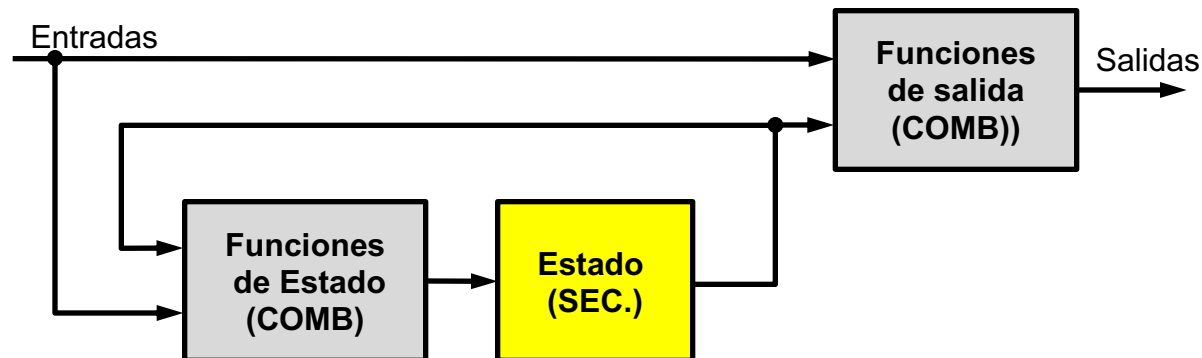 Entradas
Funciones
de salida
(COMB))
Salidas
Funciones
de Estado
(COMB)
Estado
(SEC.)